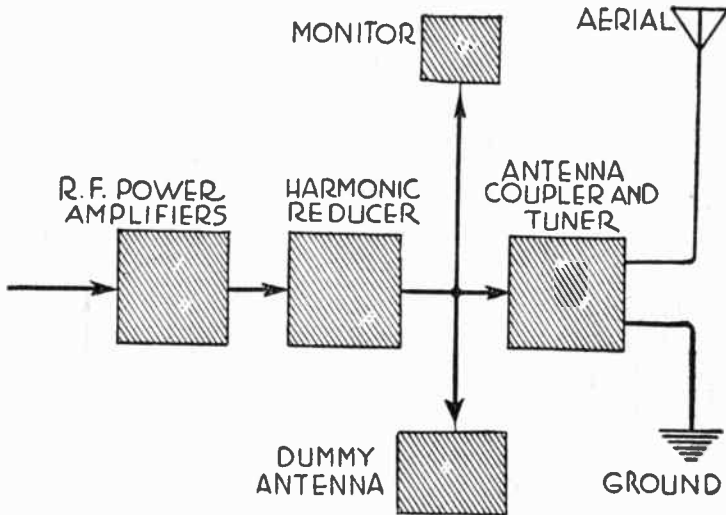 MONITOR
AERIAL
R.F. POWER
AMPLIFIERS
HARMONIC
REDUCER
ANTENNA
COUPLER AND
TUNER
DUMMY
ANTENNA
GROUND